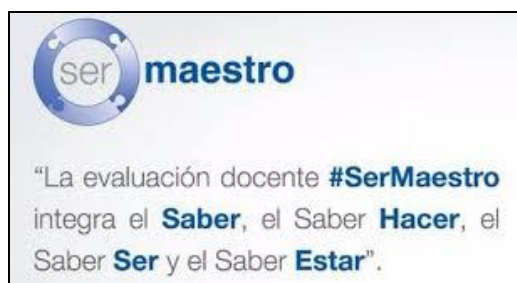 ser maestro
“La evaluación docente #SerMaestro
integra el Saber, el Saber Hacer, el
Saber Ser y el Saber Estar”.